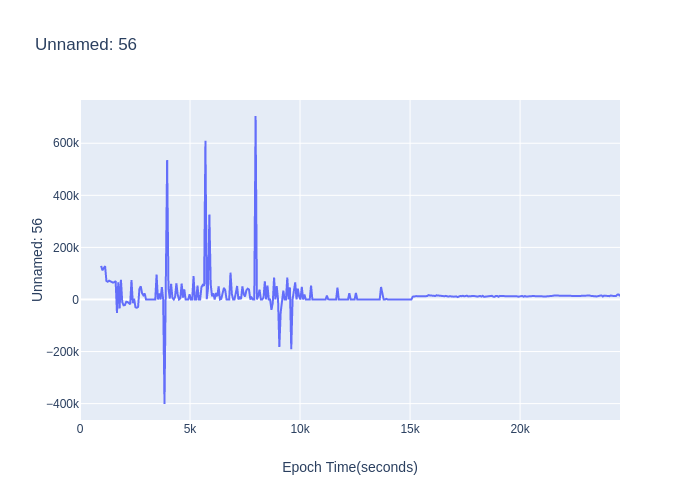 Unnamed: 56
600k
400k
200k
0
−200k
−400k
Unnamed: 56
0
5k
10k
15k
20k
Epoch Time(seconds)